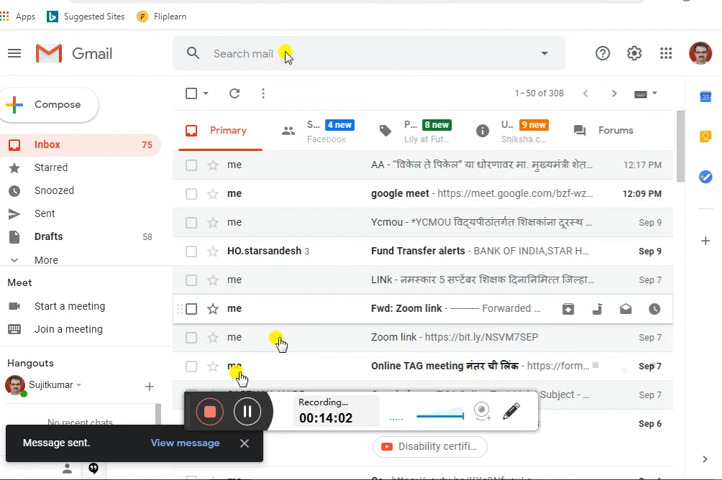 Apps Suggested Sites Fliplearn
Gmail Search mail
Compose
1–50 of 308
Primary S... 4 new P... 8 new U... 9 new Forums
Facebook Lily at Fut... Shiksha.c...
Inbox 75
Starred
Snoozed
Sent
Drafts 58
More
me AA - "विकेल ते पिकेल" या धोरणावर मा. मुख्यमंत्री शेत... 12:17 PM
me google meet - https://meet.google.com/bzf-wz... 12:09 PM
me Ycmou - *YCMOU विद्यापीठांतर्गत शिक्षकांना दूरस्थ ... Sep 9
HO.starsandesh 3 Fund Transfer alerts - BANK OF INDIA,STAR H... Sep 9
me LINk - नमस्कार 5 सप्टेंबर शिक्षक दिनानिमित्त जिल्हा... Sep 7
me Fwd: Zoom link - ---------- Forwarded ...
me Zoom link - https://bit.ly/NSVM7SEP Sep 7
me Online TAG meeting नंतर ची लिंक - https://form... Sep 7
Subject -
Sep 6
Disability certifi...
Meet
Start a meeting
Join a meeting
Hangouts
Sujitkumar
No recent chats
Recording...
00:14:02
Message sent. View message